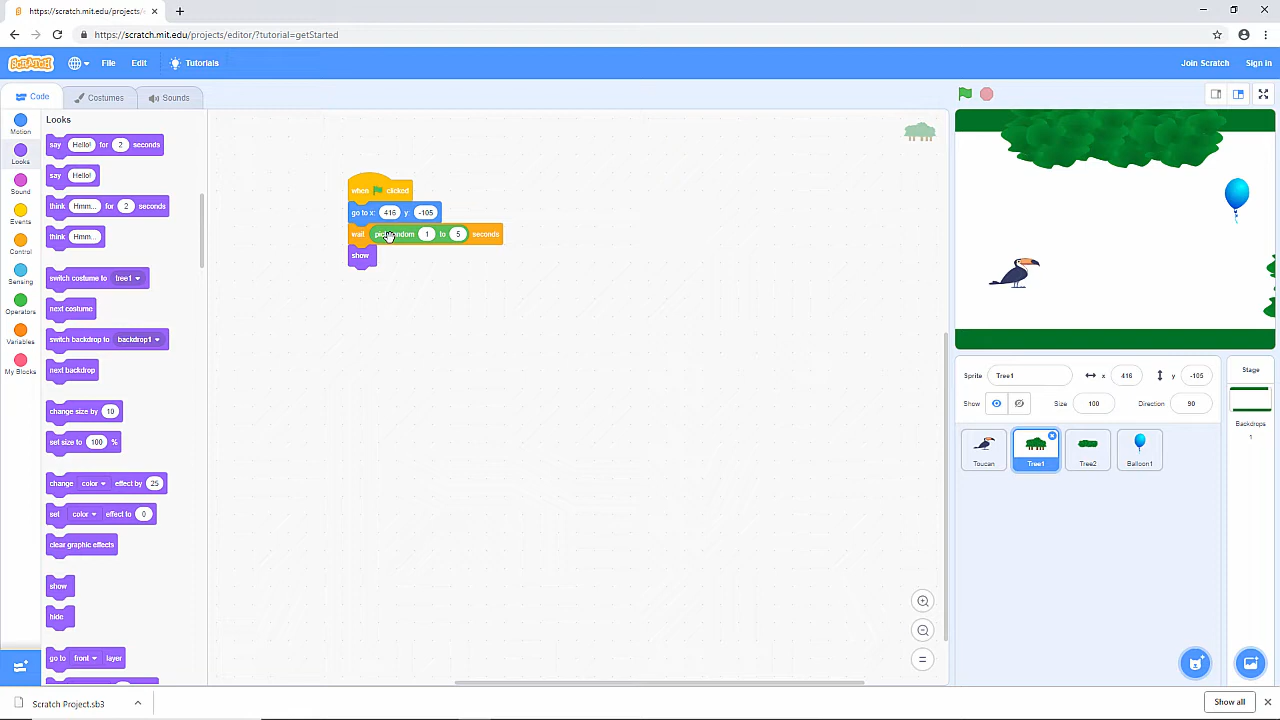 https://scratch.mit.edu/projects/
https://scratch.mit.edu/projects/editor/?tutorial=getStarted
SCRATCH
File
Edit
Tutorials
Join Scratch
Sign in
Code
Costumes
Sounds
Motion
Looks
Sound
Events
Control
Sensing
Operators
Variables
My Blocks
Looks
say Hello! for 2 seconds
say Hello!
think Hmm... for 2 seconds
think Hmm...
switch costume to tree1
next costume
switch backdrop to backdrop1
next backdrop
change size by 10
set size to 100 %
change color effect by 25
set color effect to 0
clear graphic effects
show
hide
go to front layer
when clicked
go to x: 416 y -105
wait pick random 1 to 5 seconds
show
Sprite Tree1 x 416 y -105
Show Size 100 Direction 90
Toucan
Tree1
Tree2
Balloon1
Stage
Backdrops
1
Scratch Project.sb3
Show all